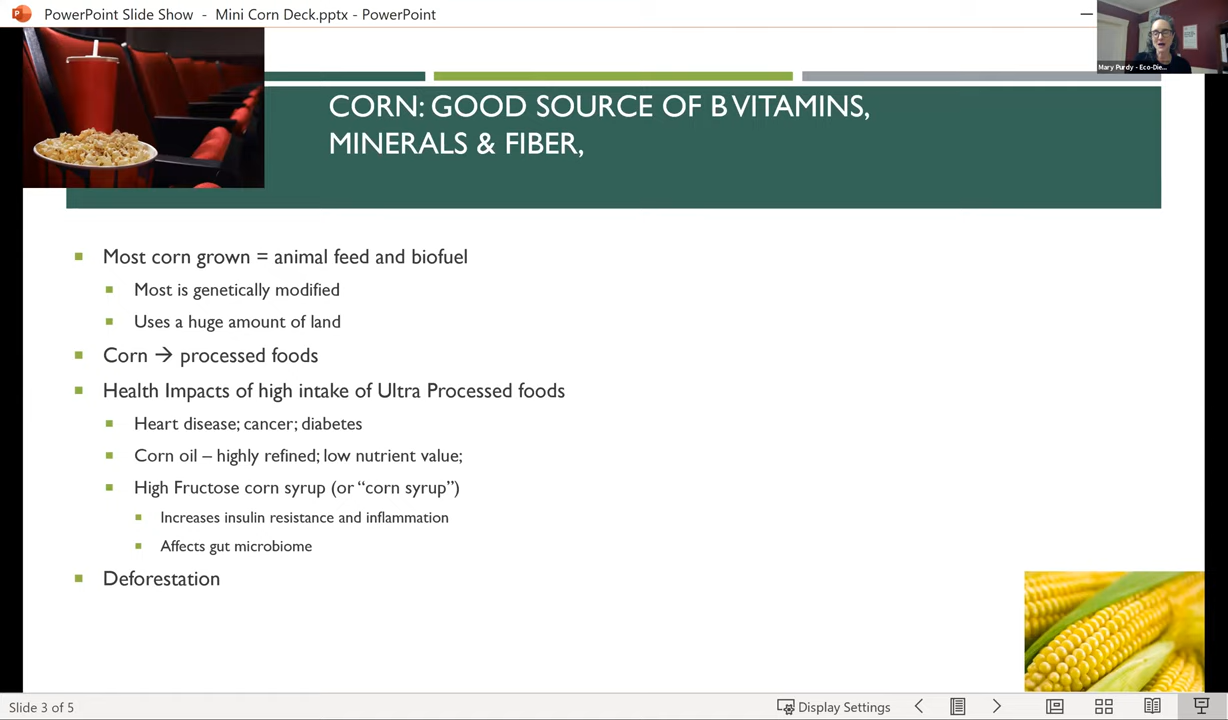 PowerPoint Slide Show - Mini Corn Deck.pptx - PowerPoint
Mary Purdy - Eco-Die...
CORN: GOOD SOURCE OF B VITAMINS,
MINERALS & FIBER,
Most corn grown = animal feed and biofuel
Most is genetically modified
Uses a huge amount of land
Corn → processed foods
Health Impacts of high intake of Ultra Processed foods
Heart disease; cancer; diabetes
Corn oil – highly refined; low nutrient value;
High Fructose corn syrup (or “corn syrup”)
Increases insulin resistance and inflammation
Affects gut microbiome
Deforestation
Slide 3 of 5
Display Settings